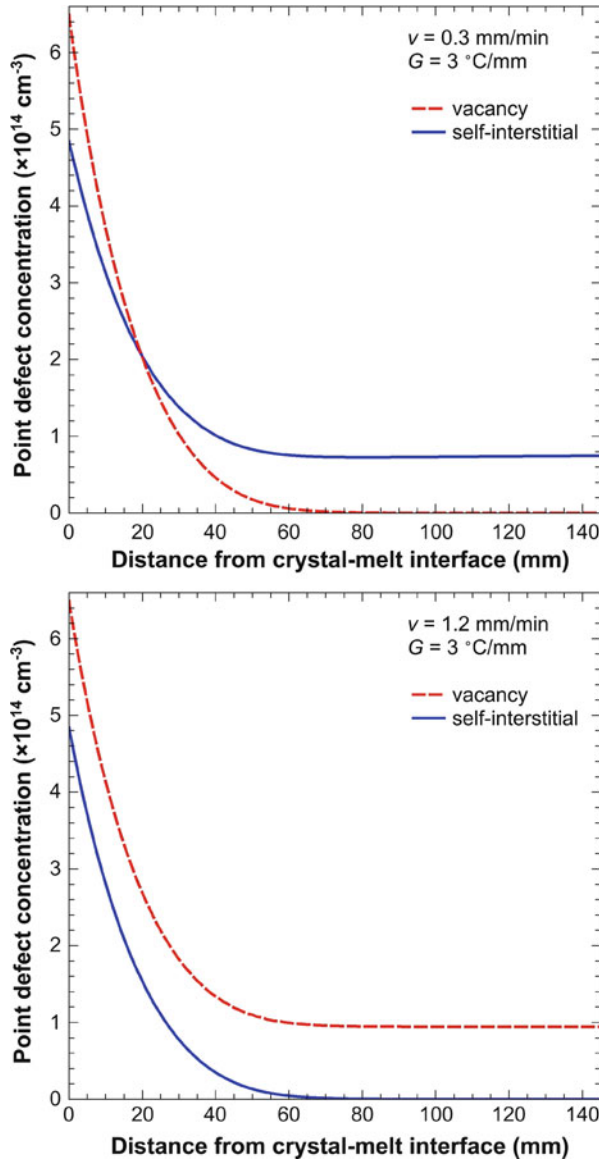 6
5
4
3
2
1
0
Point defect concentration (×10¹⁴ cm⁻³)
v = 0.3 mm/min
G = 3 °C/mm
vacancy
self-interstitial
0 20 40 60 80 100 120 140
Distance from crystal-melt interface (mm)
6
5
4
3
2
1
0
Point defect concentration (×10¹⁴ cm⁻³)
v = 1.2 mm/min
G = 3 °C/mm
vacancy
self-interstitial
0 20 40 60 80 100 120 140
Distance from crystal-melt interface (mm)